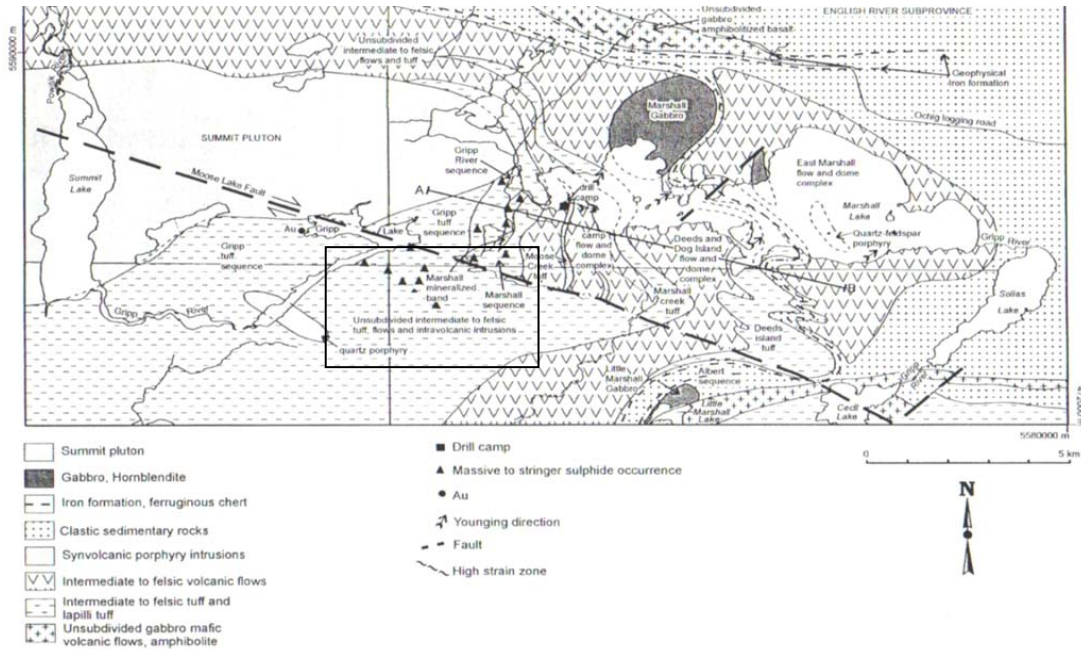 ENGLISH RIVER SUBPROVINCE
Unsubdivided
gabbro
amphibolitized basalt
Unsubdivided
intermediate to felsic
flows and tuff
Geophysical
Iron formation
Ochig logging road
Marshall
Gabbro
SUMMIT PLUTON
Summit
Lake
Moose Lake Fault
Gripp
River
sequence
A
drill
camp
East Marshall
flow and dome
complex
Marshall
Lake
Quartz-feldspar
porphyry
Au
Gripp
Lake
Gripp
tuff
sequence
Gripp
tuff
sequence
camp
flow and
dome
complex
Moose
Creek
tuff
Deeds and
Dog Island
flow and
dome
complex
B
Gripp River
Marshall
mineralized
band
Marshall
sequence
Marshall
creek
tuff
Sollas
Lake
Gripp River
Unsubdivided intermediate to felsic
tuff, flows and intravolcanic intrusions
quartz porphyry
Deeds
island
tuff
Little
Marshall
Gabbro
Albert
sequence
Little
Marshall
Lake
Gripp
River
Cecil
Lake
5580000 m
0 5 km
N
Summit pluton
Gabbro, Hornblendite
Iron formation, ferruginous chert
Clastic sedimentary rocks
Synvolcanic porphyry intrusions
Intermediate to felsic volcanic flows
Intermediate to felsic tuff and
lapilli tuff
Unsubdivided gabbro mafic
volcanic flows, amphibolite
Drill camp
Massive to stringer sulphide occurrence
Au
Younging direction
Fault
High strain zone